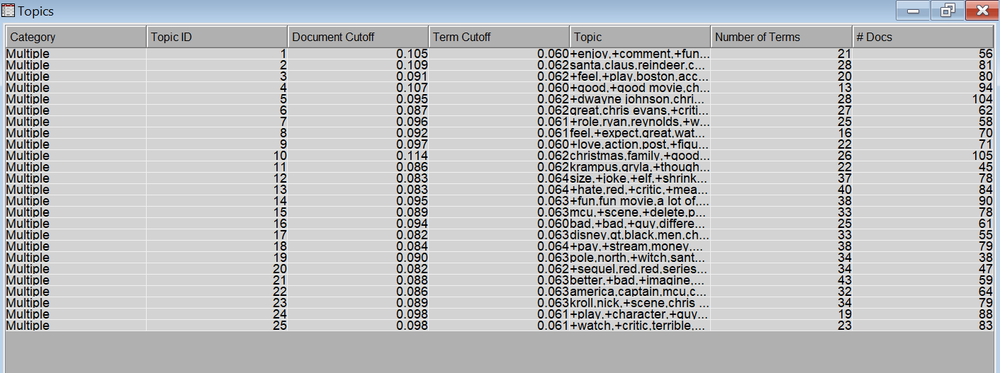 Topics
Category Topic ID Document Cutoff Term Cutoff Topic Number of Terms # Docs
Multiple 1 0.105 0.060 +enjoy,+comment,+fun... 21 56
Multiple 2 0.109 0.062 santa,claus,reindeer,c... 28 81
Multiple 3 0.091 0.062 +feel,+play,boston,acc... 20 80
Multiple 4 0.107 0.060 +good,+good movie,ch... 13 94
Multiple 5 0.095 0.062 +dwayne johnson,chri... 28 104
Multiple 6 0.087 0.062 great,chris evans,+criti... 27 62
Multiple 7 0.096 0.061 +role,ryan,reynolds,+w... 25 58
Multiple 8 0.092 0.061 feel,+expect,great,wat... 16 70
Multiple 9 0.097 0.060 +love,action,post,+figu... 22 71
Multiple 10 0.114 0.062 christmas,family,+good... 26 105
Multiple 11 0.086 0.062 krampus,gryla,+though... 22 45
Multiple 12 0.083 0.064 size,+joke,+elf,+shrink... 37 78
Multiple 13 0.083 0.064 +hate,red,+critic,+mea... 40 84
Multiple 14 0.095 0.063 +fun,fun movie,a lot of,... 38 90
Multiple 15 0.089 0.063 mcu,+scene,+delete,p... 33 78
Multiple 16 0.094 0.060 bad,+bad,+guy,differe... 25 61
Multiple 17 0.082 0.063 disney,qt,black,men,ch... 33 55
Multiple 18 0.084 0.064 +pay,+stream,money,... 38 79
Multiple 19 0.090 0.063 pole,north,+witch,sant... 34 38
Multiple 20 0.082 0.062 +sequel,red,red,series... 34 47
Multiple 21 0.088 0.063 better,+bad,+imagine,... 43 59
Multiple 22 0.086 0.063 america,captain,mcu,c... 32 64
Multiple 23 0.089 0.063 kroll,nick,+scene,chris ... 34 79
Multiple 24 0.098 0.061 +play,+character,+guy... 19 88
Multiple 25 0.098 0.061 +watch,+critic,terrible,... 23 83